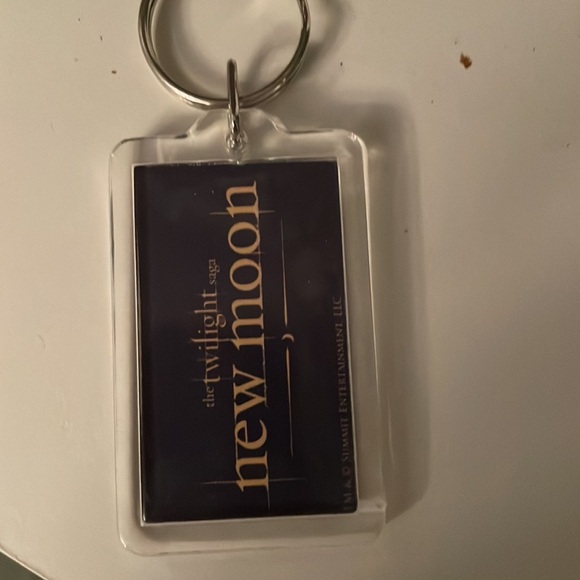 the twilight saga
new moon
TM & © SUMMIT ENTERTAINMENT, LLC